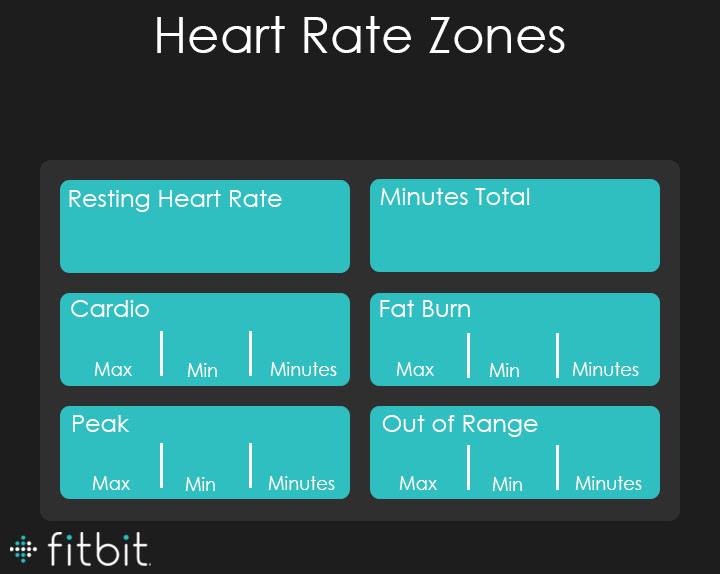 Heart Rate Zones
Resting Heart Rate
Minutes Total
Cardio
Max Min Minutes
Fat Burn
Max Min Minutes
Peak
Max Min Minutes
Out of Range
Max Min Minutes
fitbit.